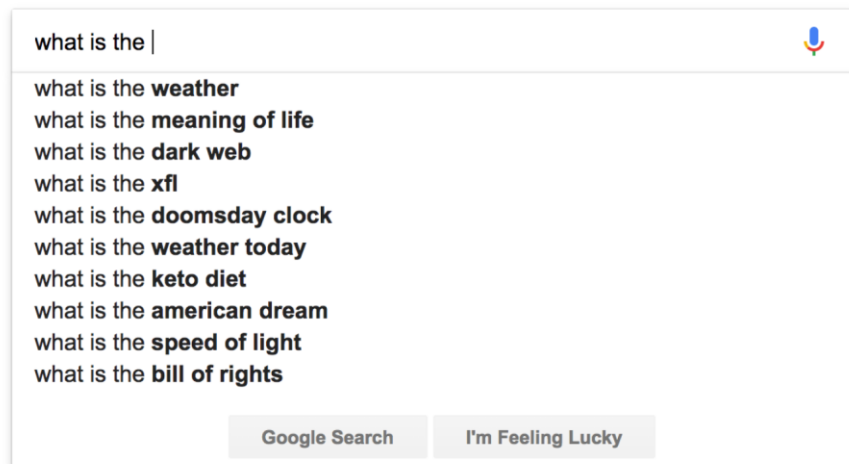 what is the
what is the weather
what is the meaning of life
what is the dark web
what is the xfl
what is the doomsday clock
what is the weather today
what is the keto diet
what is the american dream
what is the speed of light
what is the bill of rights
Google Search I'm Feeling Lucky